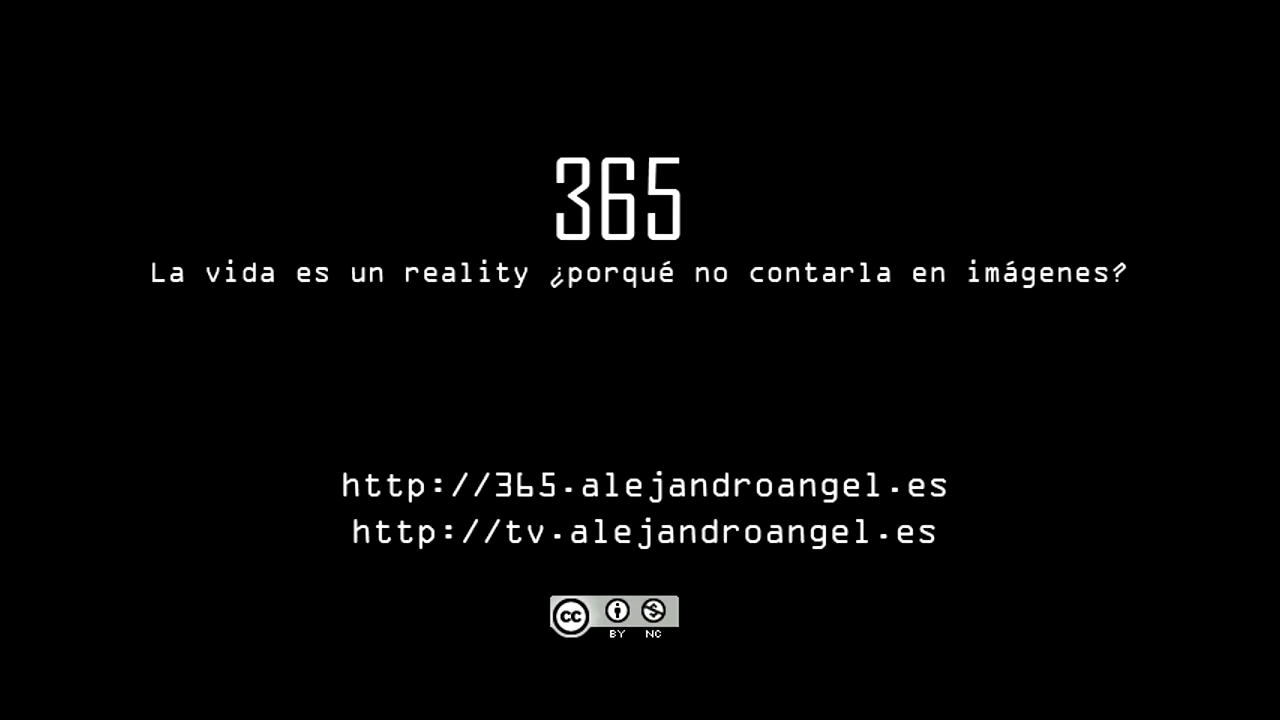 365
La vida es un reality ¿porqué no contarla en imágenes?
http://365.alejandroangel.es
http://tv.alejandroangel.es
cc BY NC